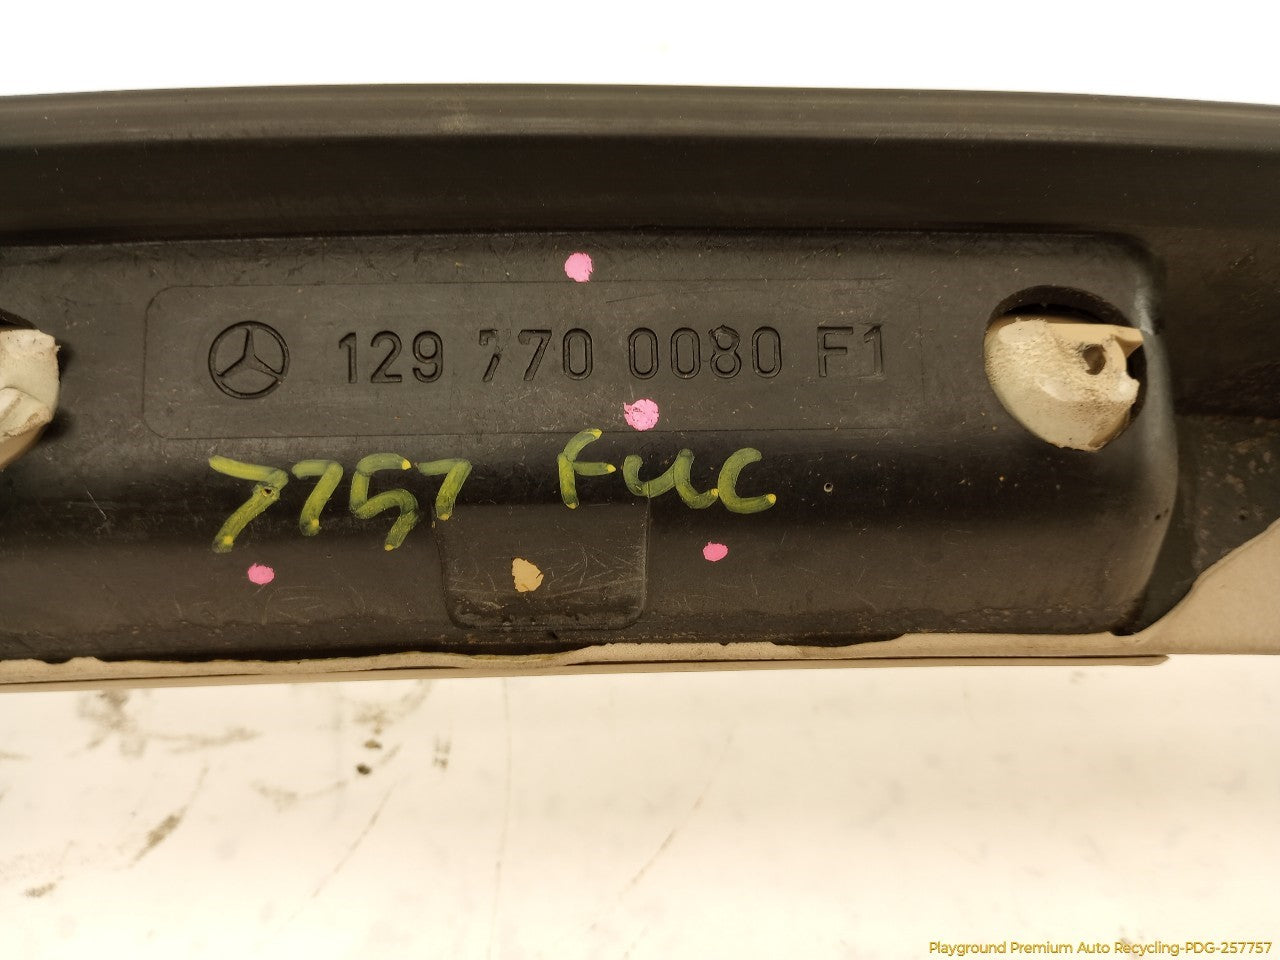 129 770 0080 F1
7757 FUC
Playground Premium Auto Recycling-PDG-257757